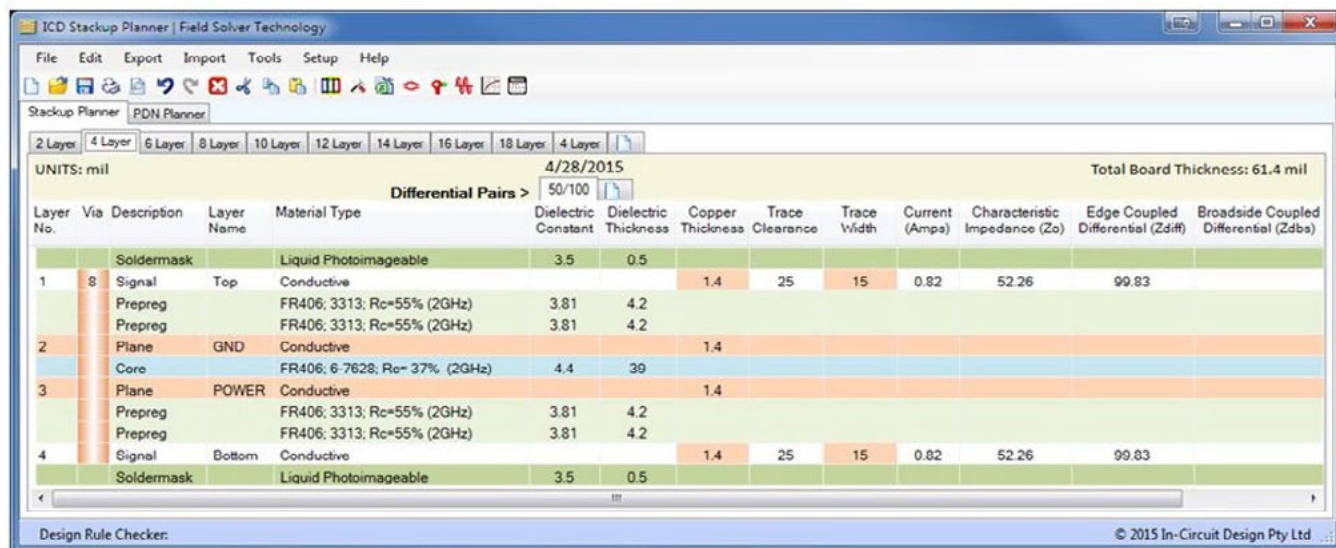 ICD Stackup Planner | Field Solver Technology
File Edit Export Import Tools Setup Help
Stackup Planner PDN Planner
2 Layer 4 Layer 6 Layer 8 Layer 10 Layer 12 Layer 14 Layer 16 Layer 18 Layer 4 Layer
UNITS: mil 4/28/2015 Total Board Thickness: 61.4 mil
Differential Pairs > 50/100
Layer Via Description Layer Material Type Dielectric Dielectric Copper Trace Trace Current Characteristic Edge Coupled Broadside Coupled
No. Name Constant Thickness Thickness Clearance Width (Amps) Impedance (Zo) Differential (Zdiff) Differential (Zdbs)
Soldermask Liquid Photoimageable 3.5 0.5
1 8 Signal Top Conductive 1.4 25 15 0.82 52.26 99.83
Prepreg FR406; 3313; Rc=55% (2GHz) 3.81 4.2
Prepreg FR406; 3313; Rc=55% (2GHz) 3.81 4.2
2 Plane GND Conductive 1.4
Core FR406; 6-7628; Rc= 37% (2GHz) 4.4 39
3 Plane POWER Conductive 1.4
Prepreg FR406; 3313; Rc=55% (2GHz) 3.81 4.2
Prepreg FR406; 3313; Rc=55% (2GHz) 3.81 4.2
4 Signal Bottom Conductive 1.4 25 15 0.82 52.26 99.83
Soldermask Liquid Photoimageable 3.5 0.5
Design Rule Checker: © 2015 In-Circuit Design Pty Ltd